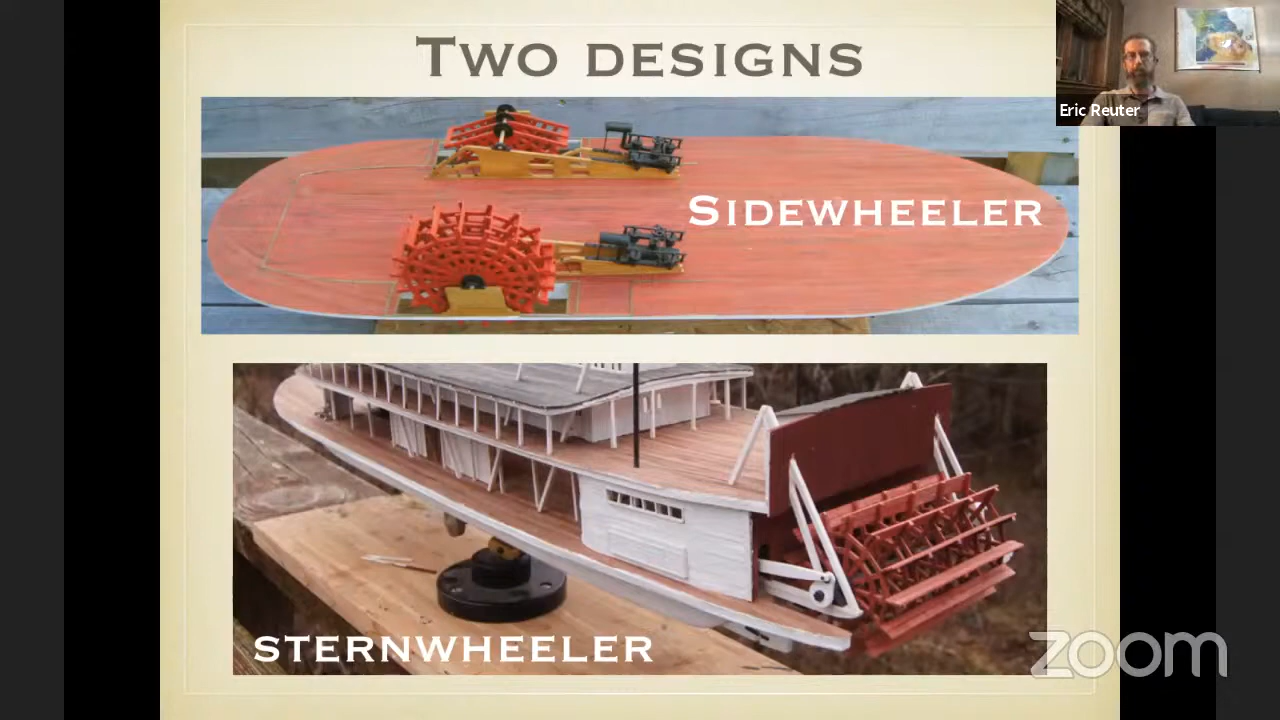 TWO DESIGNS
Eric Reuter
SIDEWHEELER
STERNWHEELER
zoom